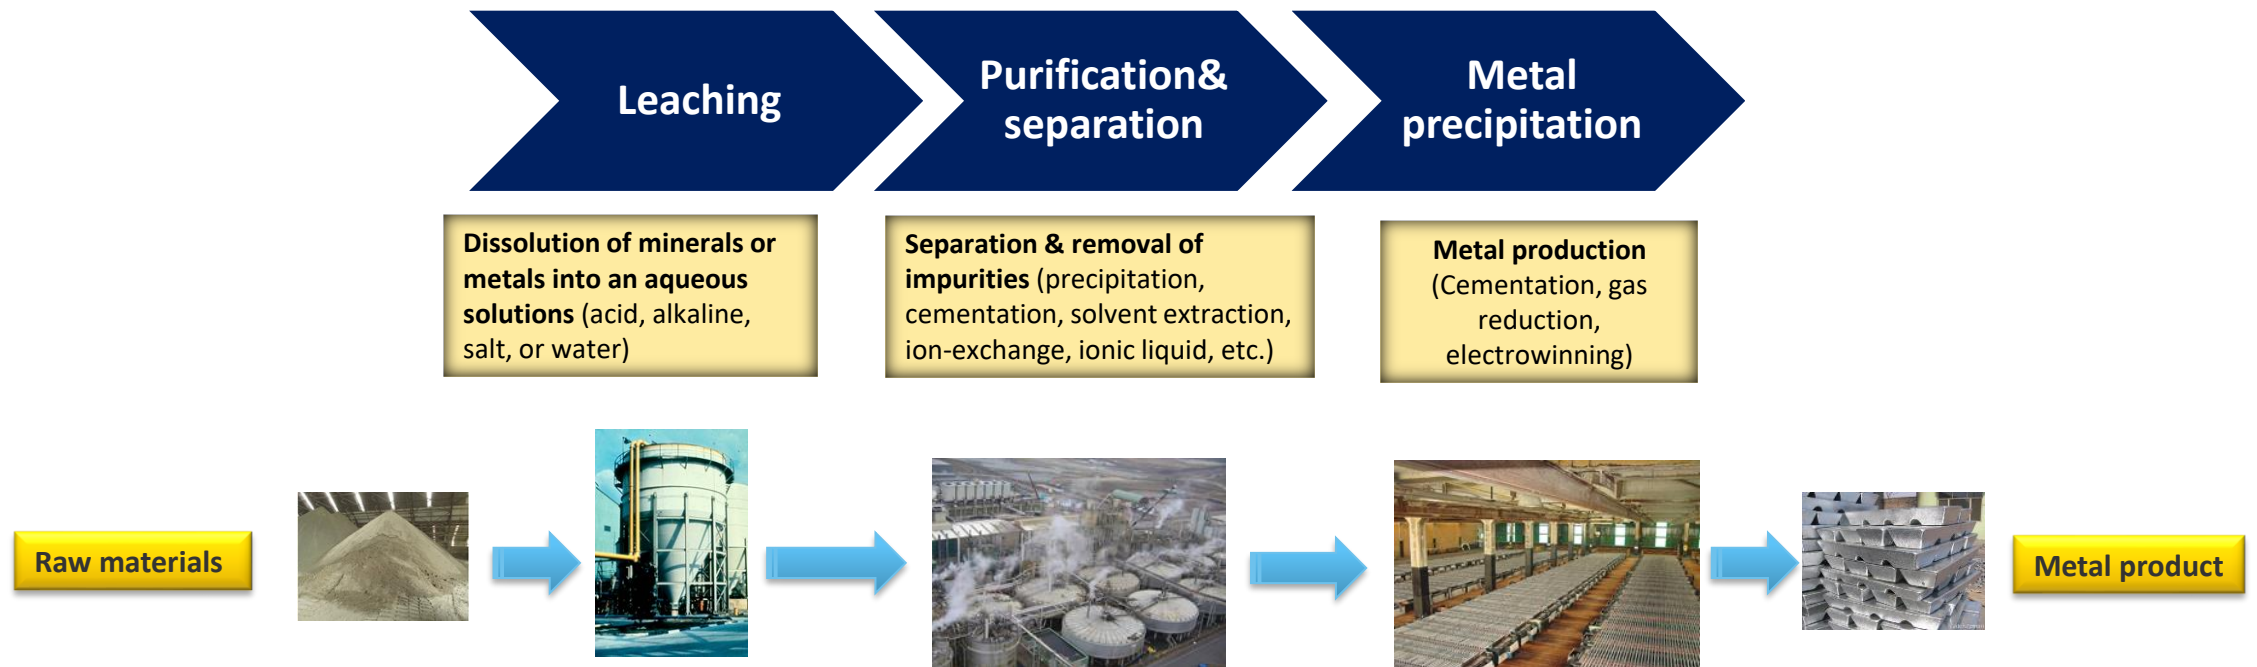 Leaching
Purification&
separation
Metal
precipitation
Dissolution of minerals or
metals into an aqueous
solutions (acid, alkaline,
salt, or water)
Separation & removal of
impurities (precipitation,
cementation, solvent extraction,
ion-exchange, ionic liquid, etc.)
Metal production
(Cementation, gas
reduction,
electrowinning)
Raw materials
Metal product